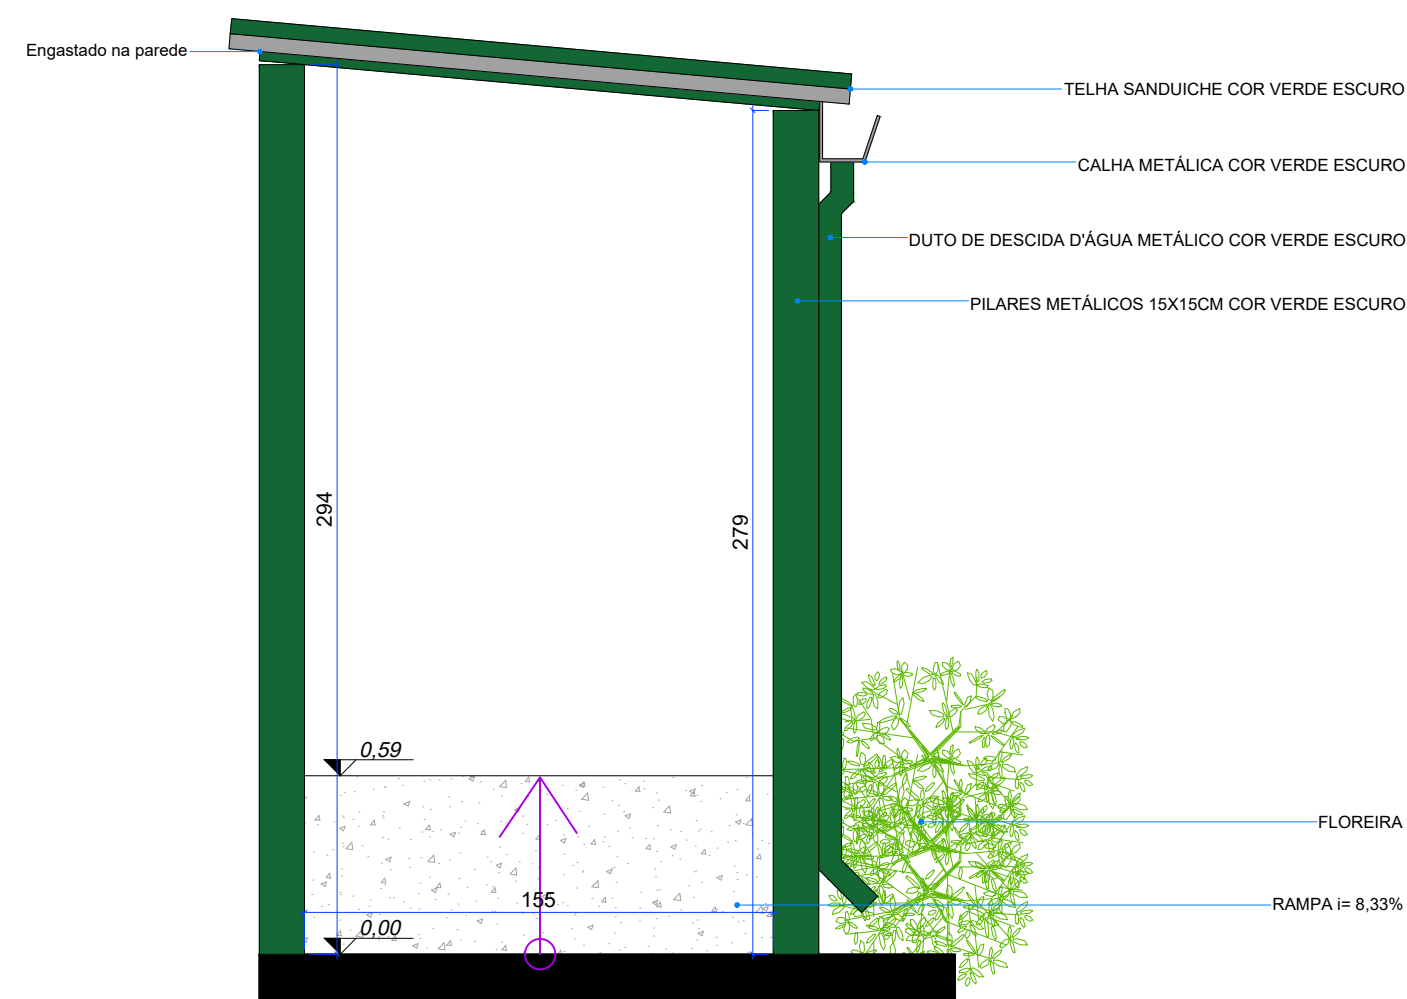 Engastado na parede
TELHA SANDUICHE COR VERDE ESCURO
CALHA METÁLICA COR VERDE ESCURO
DUTO DE DESCIDA D'ÁGUA METÁLICO COR VERDE ESCURO
PILARES METÁLICOS 15X15CM COR VERDE ESCURO
294
279
0,59
FLOREIRA
155
RAMPA i= 8,33%
0,00